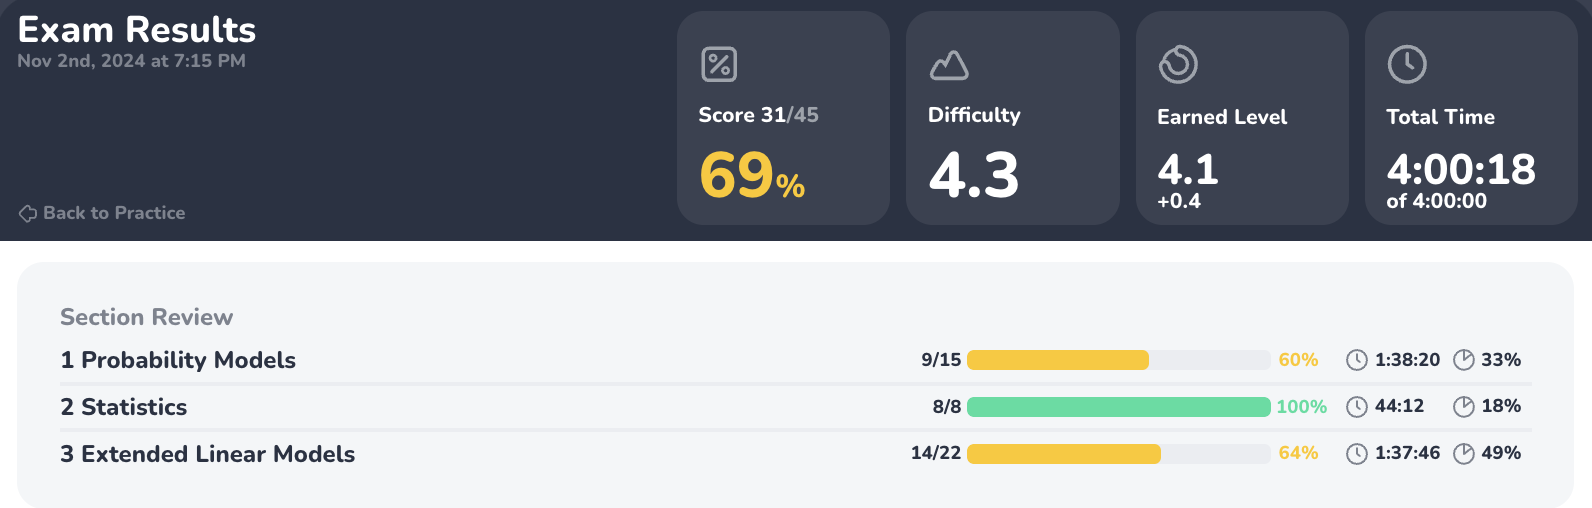 Exam Results
Nov 2nd, 2024 at 7:15 PM
Back to Practice
Score 31/45
69%
Difficulty
4.3
Earned Level
4.1
+0.4
Total Time
4:00:18
of 4:00:00
Section Review
1 Probability Models 9/15 60% 1:38:20 33%
2 Statistics 8/8 100% 44:12 18%
3 Extended Linear Models 14/22 64% 1:37:46 49%